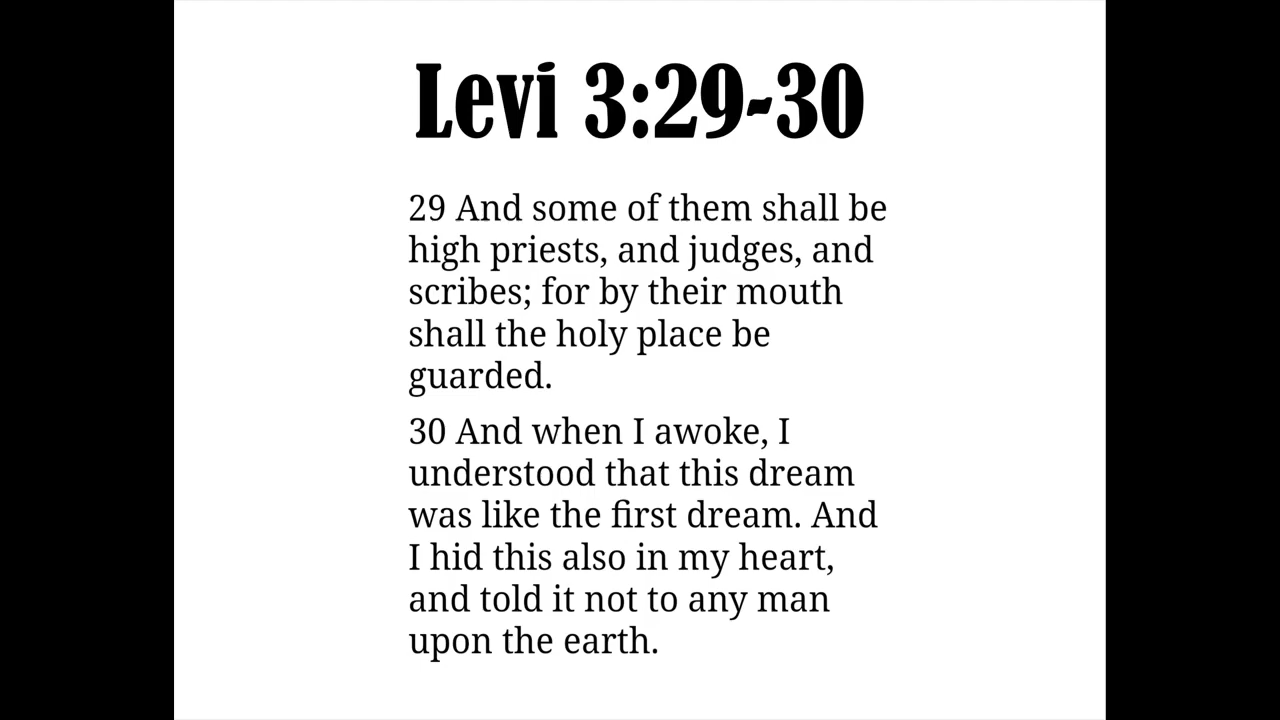 Levi 3:29-30
29 And some of them shall be
high priests, and judges, and
scribes; for by their mouth
shall the holy place be
guarded.
30 And when I awoke, I
understood that this dream
was like the first dream. And
I hid this also in my heart,
and told it not to any man
upon the earth.